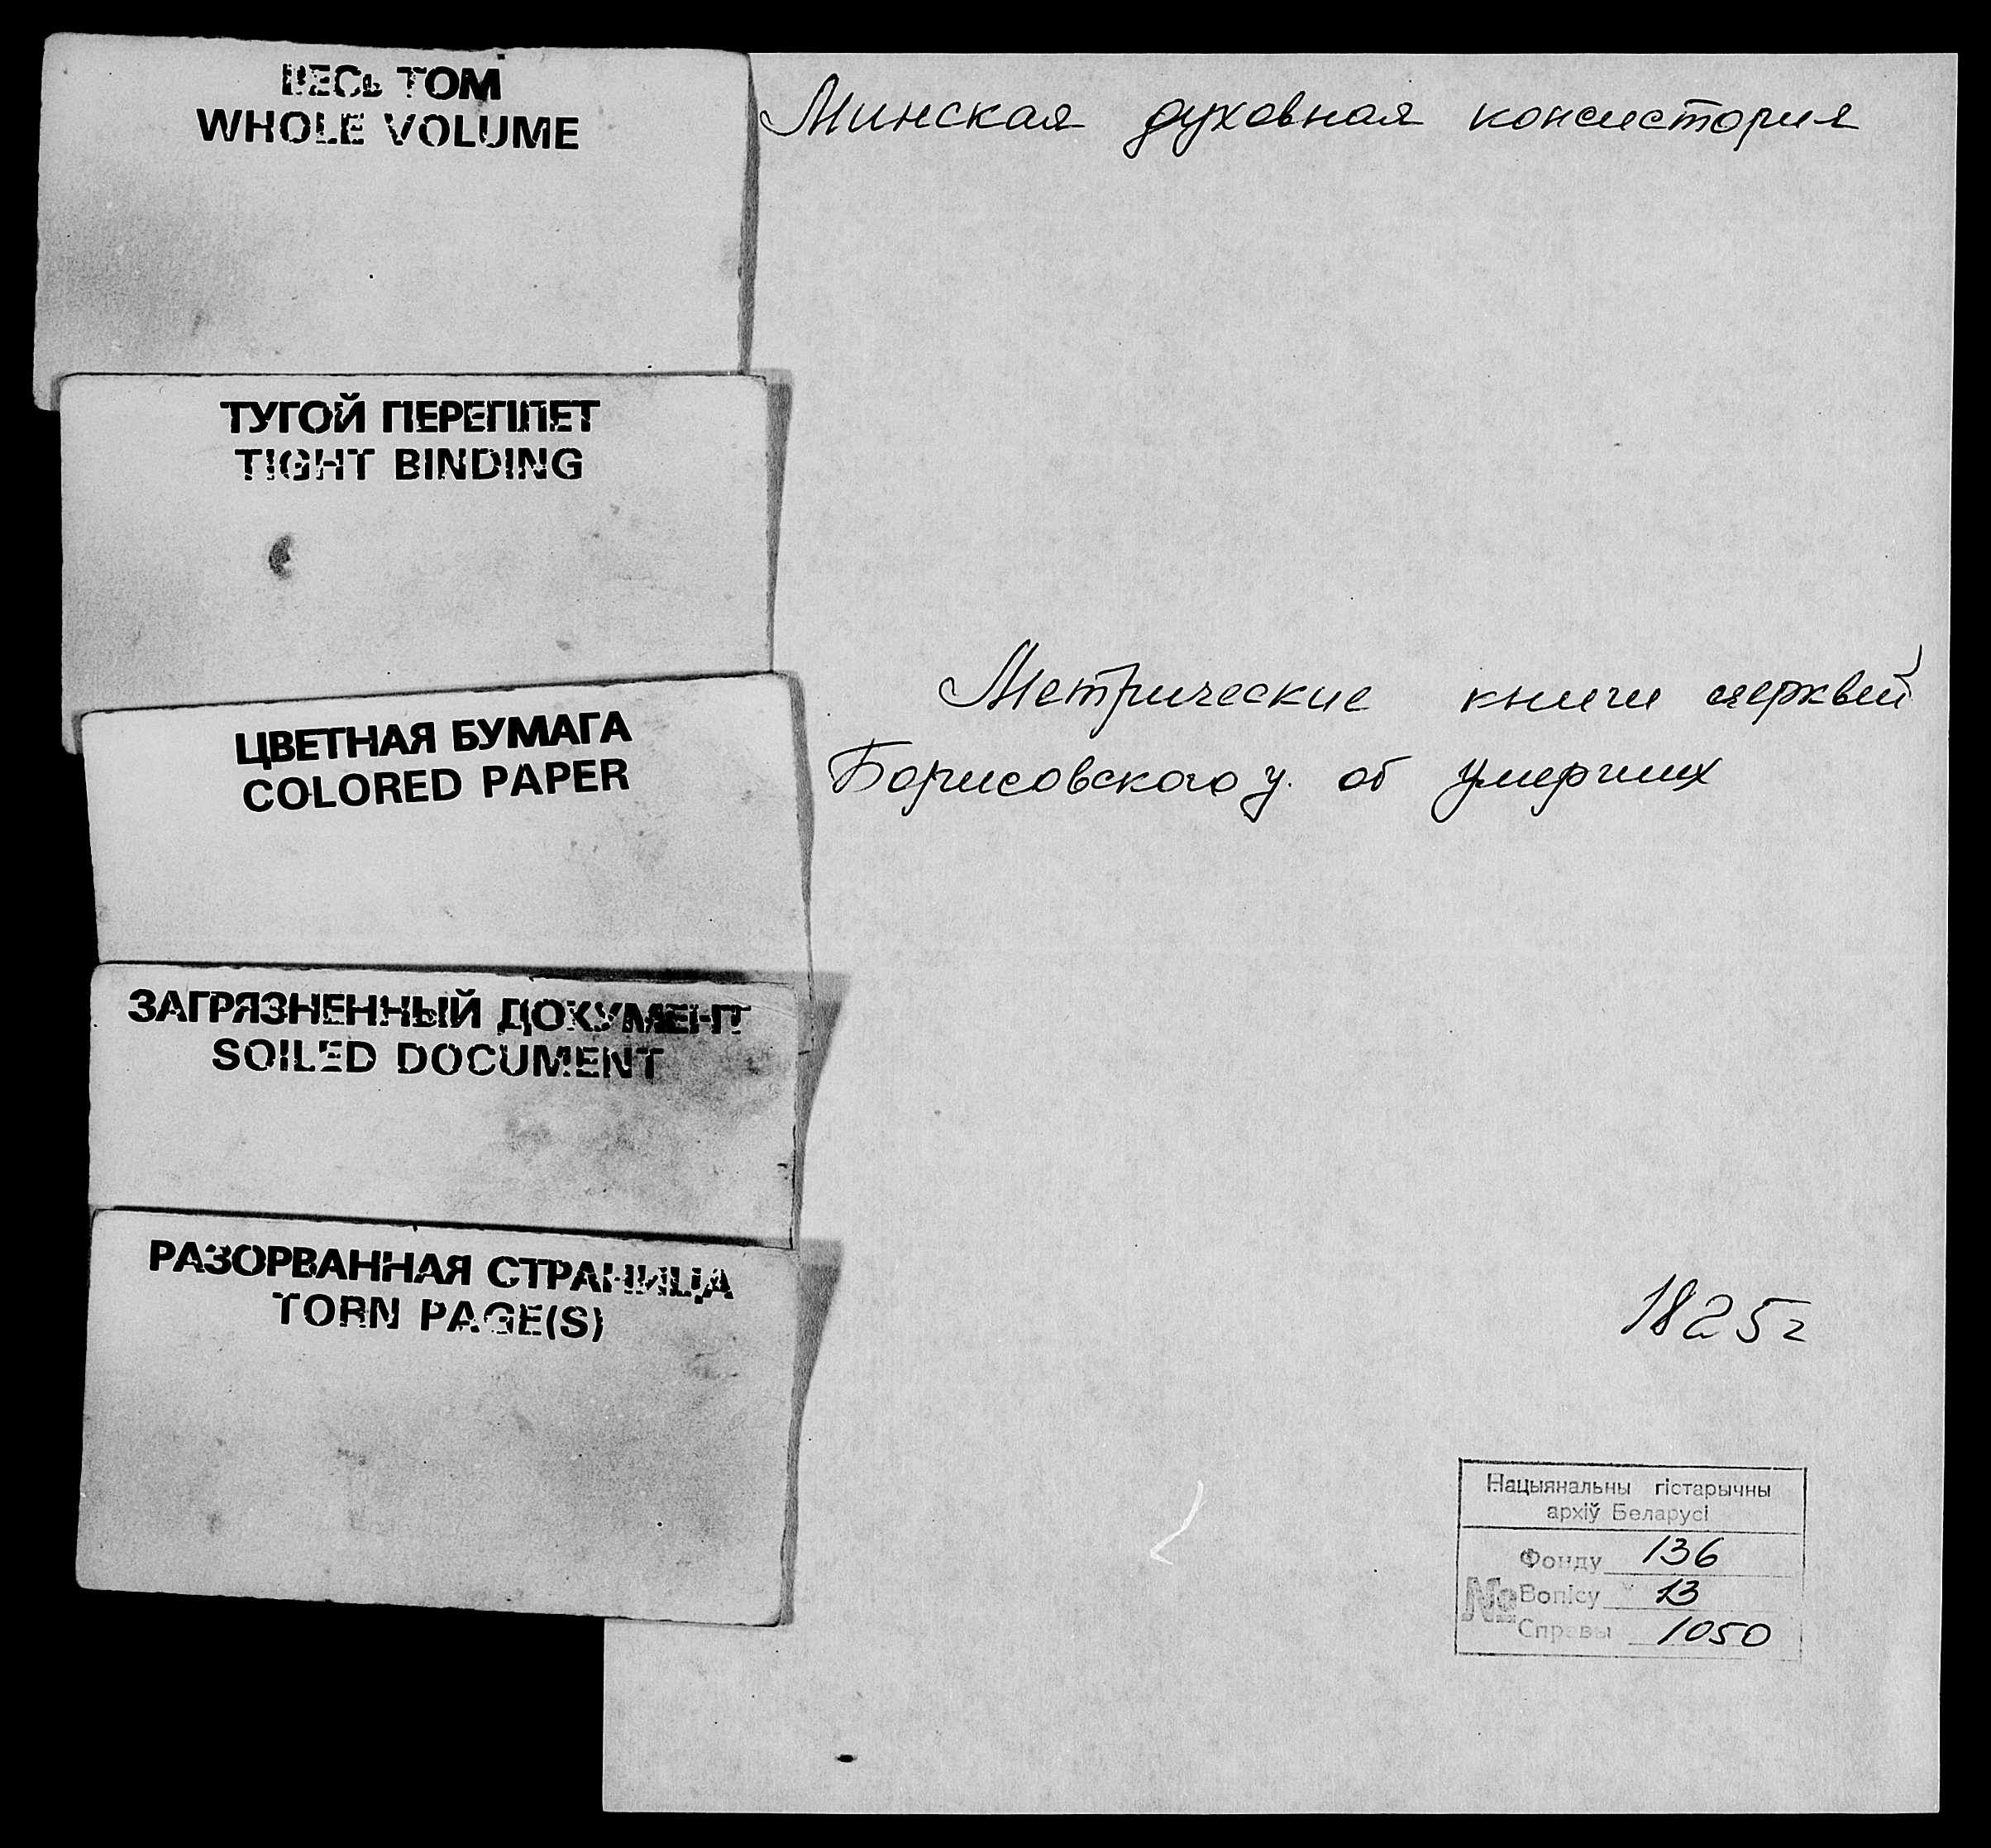 ВЕСЬ ТОМ
WHOLE VOLUME
ТУГОЙ ПЕРЕПЛЕТ
TIGHT BINDING
ЦВЕТНАЯ БУМАГА
COLORED PAPER
ЗАГРЯЗНЕННЫЙ ДОКУМЕНТ
SOILED DOCUMENT
РАЗОРВАННАЯ СТРАНИЦА
TORN PAGE(S)
Минская духовная консистория
Метрические книги церквей
Борисовского у. об умерших
1825 г
Нацыянальны гістарычны
архіў Беларусі
Фонду 136
№ Вопісу 13
Справы 1050